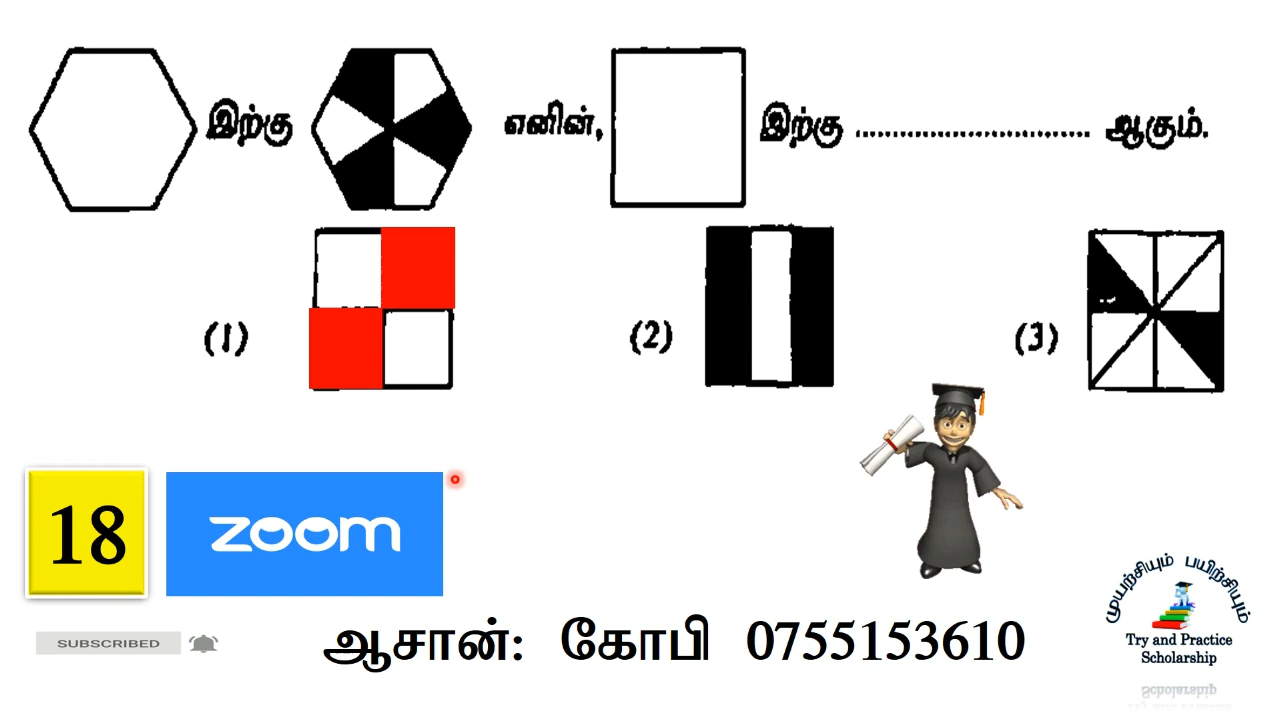 இற்கு எனின், இற்கு ................................ ஆகும்.
(1) (2) (3)
18 zoom
SUBSCRIBED
ஆசான்: கோபி 0755153610
முயற்சியும் பயிற்சியும்
Try and Practice
Scholarship